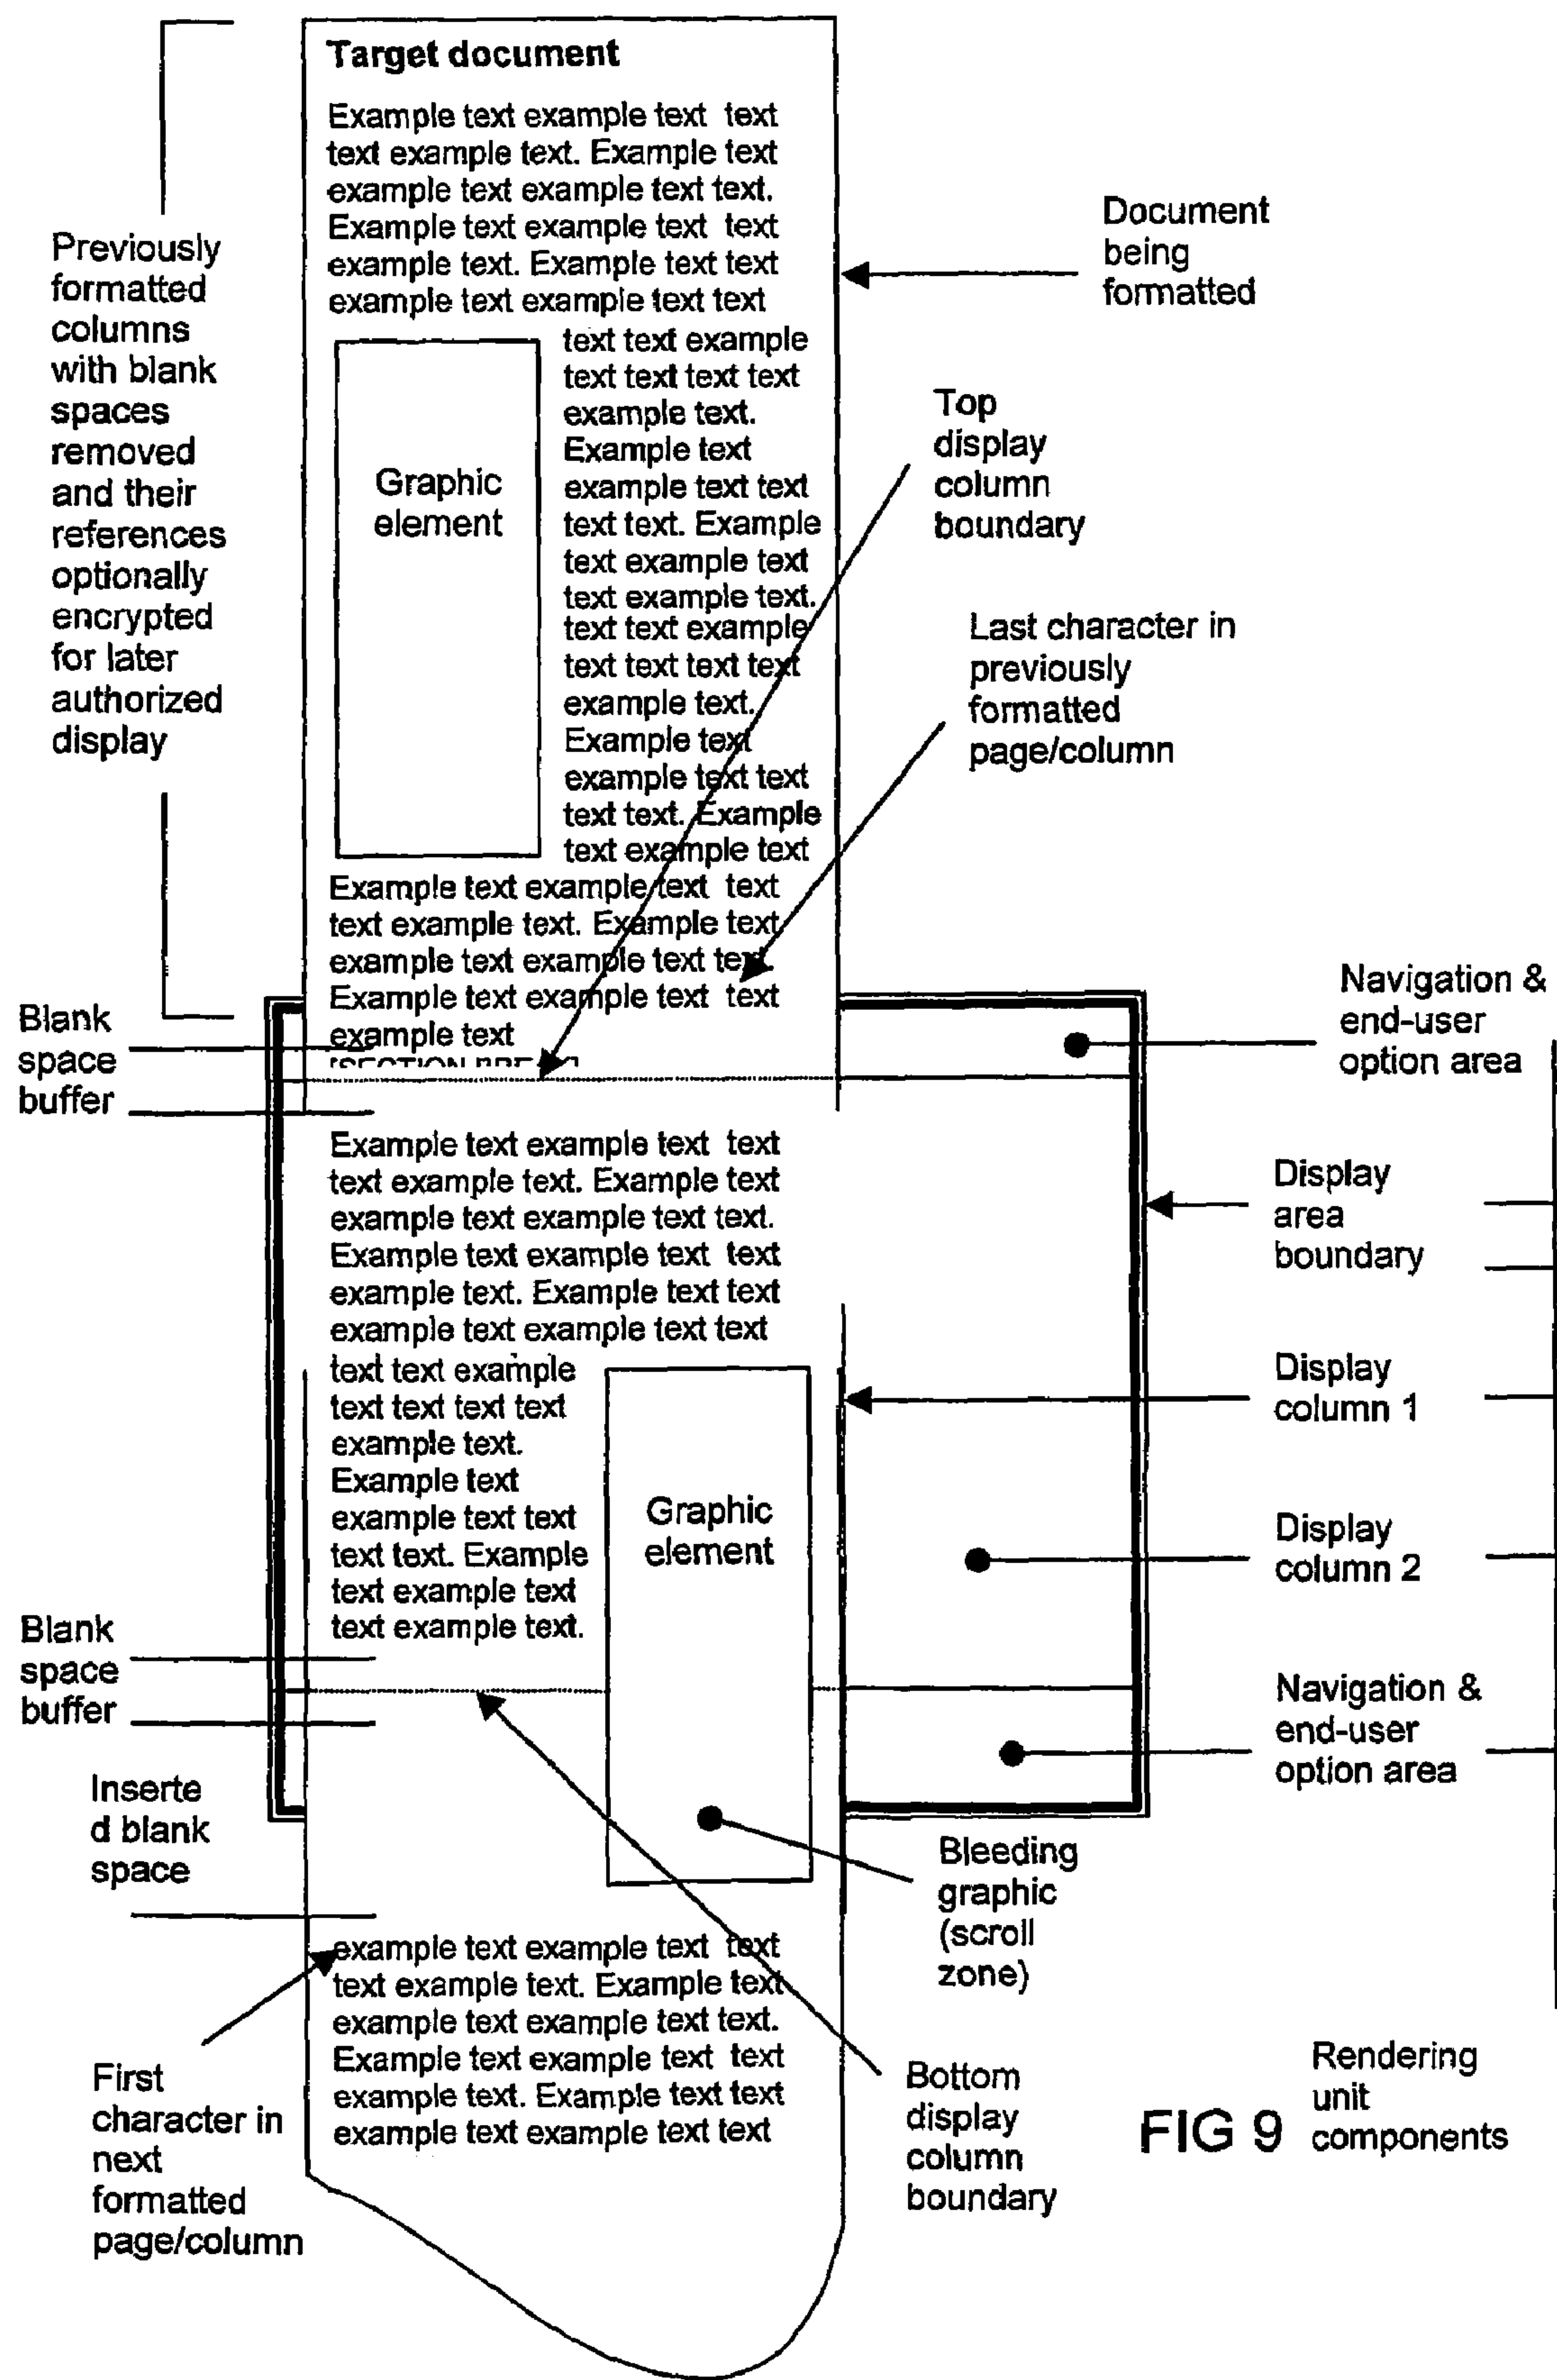 Target document
Example text example text text
text example text. Example text
example text example text text.
Example text example text text
example text. Example text text
example text example text text
text text example
text text text text
example text.
Example text
example text text
text text. Example
text example text
text example text.
text text example
text text text text
example text.
Example text
example text text
text text. Example
text example text
Graphic
element
Example text example text text
text example text. Example text
example text example text text.
Example text example text text
example text
[SECTION BREAK]
Example text example text text
text example text. Example text
example text example text text.
Example text example text text
example text. Example text text
example text example text text
text text example
text text text text
example text.
Example text
example text text
text text. Example
text example text
text example text.
Graphic
element
example text example text text
text example text. Example text
example text example text text.
Example text example text text
example text. Example text text
example text example text text
Previously
formatted
columns
with blank
spaces
removed
and their
references
optionally
encrypted
for later
authorized
display
Blank
space
buffer
Blank
space
buffer
Inserte
d blank
space
First
character in
next
formatted
page/column
Document
being
formatted
Top
display
column
boundary
Last character in
previously
formatted
page/column
Navigation &
end-user
option area
Display
area
boundary
Display
column 1
Display
column 2
Navigation &
end-user
option area
Bleeding
graphic
(scroll
zone)
Bottom
display
column
boundary
FIG 9
Rendering
unit
components